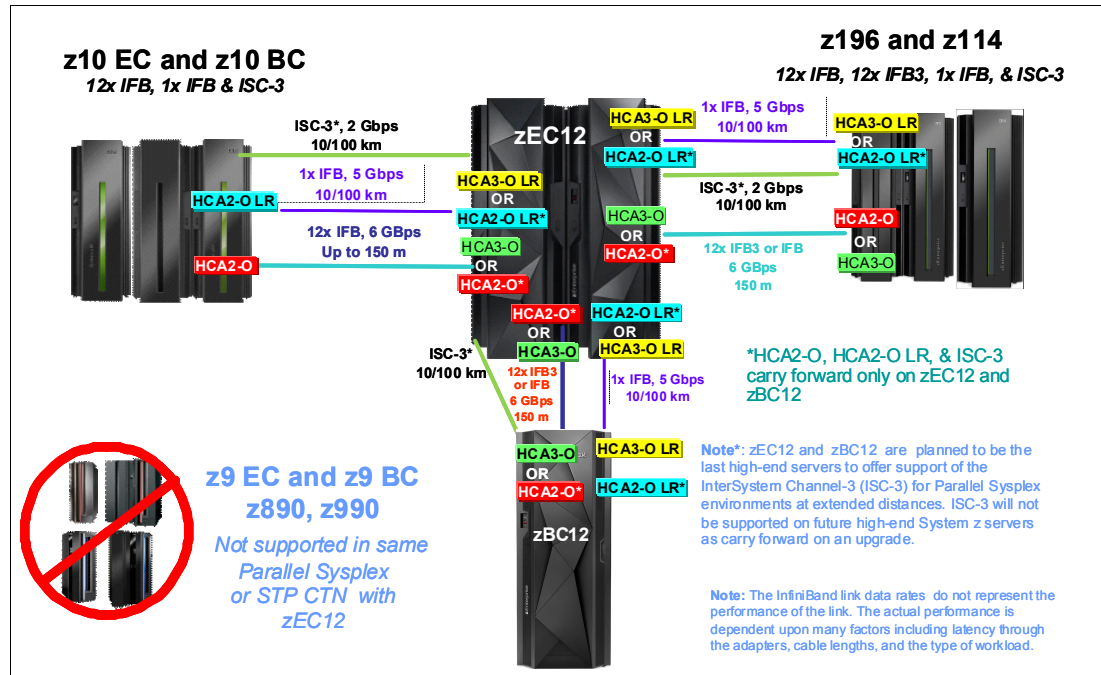 z10 EC and z10 BC
12x IFB, 1x IFB & ISC-3
z196 and z114
12x IFB, 12x IFB3, 1x IFB, & ISC-3
zEC12
ISC-3*, 2 Gbps
10/100 km
1x IFB, 5 Gbps
10/100 km
HCA2-O LR
12x IFB, 6 GBps
Up to 150 m
HCA2-O
HCA3-O LR
OR
HCA2-O LR*
HCA3-O
OR
HCA2-O*
HCA3-O LR
OR
HCA2-O LR*
HCA3-O
OR
HCA2-O*
1x IFB, 5 Gbps
10/100 km
ISC-3*, 2 Gbps
10/100 km
12x IFB3 or IFB
6 GBps
150 m
HCA3-O LR
OR
HCA2-O LR*
HCA2-O
OR
HCA3-O
HCA2-O*
OR
HCA3-O
HCA2-O LR*
OR
HCA3-O LR
ISC-3*
10/100 km
12x IFB3
or IFB
6 GBps
150 m
1x IFB, 5 Gbps
10/100 km
HCA3-O
OR
HCA2-O*
HCA3-O LR
HCA2-O LR*
zBC12
*HCA2-O, HCA2-O LR, & ISC-3
carry forward only on zEC12 and
zBC12
Note*: zEC12 and zBC12 are planned to be the
last high-end servers to offer support of the
InterSystem Channel-3 (ISC-3) for Parallel Sysplex
environments at extended distances. ISC-3 will not
be supported on future high-end System z servers
as carry forward on an upgrade.
Note: The InfiniBand link data rates do not represent the
performance of the link. The actual performance is
dependent upon many factors including latency through
the adapters, cable lengths, and the type of workload.
z9 EC and z9 BC
z890, z990
Not supported in same
Parallel Sysplex
or STP CTN with
zEC12